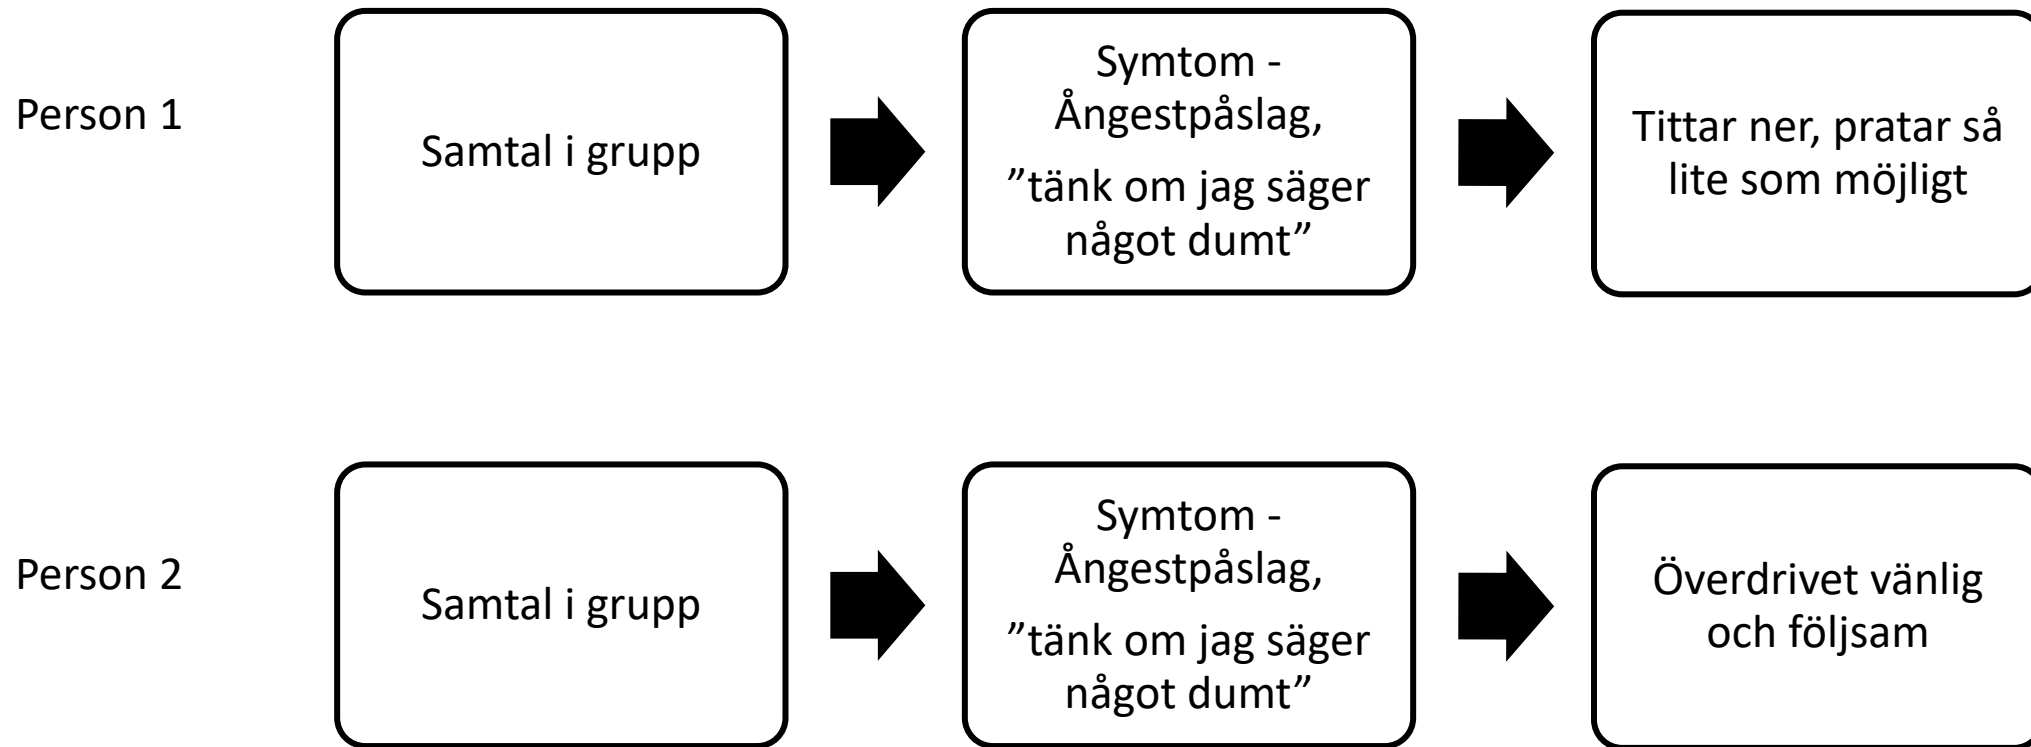 Person 1
Samtal i grupp
Symtom -
Ångestpåslag,
”tänk om jag säger
något dumt”
Tittar ner, pratar så
lite som möjligt
Person 2
Samtal i grupp
Symtom -
Ångestpåslag,
”tänk om jag säger
något dumt”
Överdrivet vänlig
och följsam